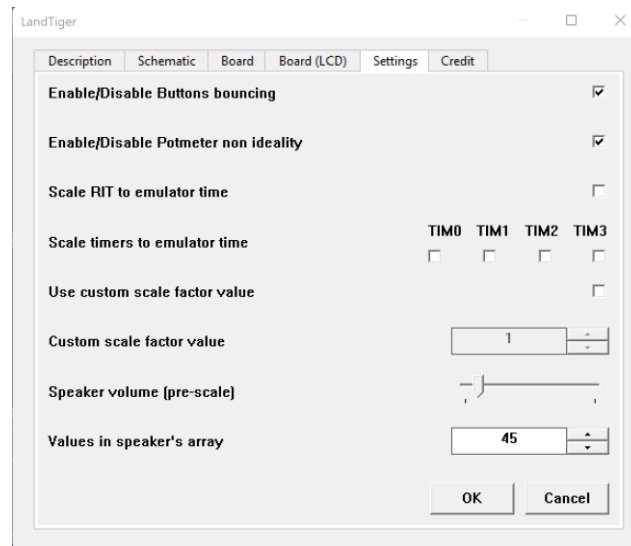 LandTiger
Description Schematic Board Board (LCD) Settings Credit
Enable/Disable Buttons bouncing
Enable/Disable Potmeter non ideality
Scale RIT to emulator time
TIM0 TIM1 TIM2 TIM3
Scale timers to emulator time
Use custom scale factor value
Custom scale factor value 1
Speaker volume (pre-scale)
Values in speaker's array 45
OK Cancel